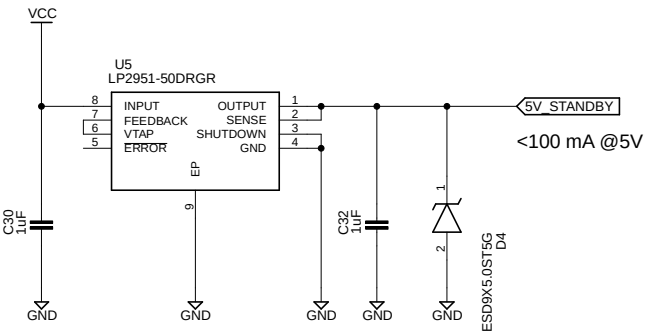 VCC
U5
LP2951-50DRGR
8 INPUT OUTPUT 1
7 FEEDBACK SENSE 2
6 VTAP SHUTDOWN 3
5 ERROR GND 4
EP
9
5V_STANDBY
<100 mA @5V
C30
1uF
C32
1uF
1
2
ESD9X5.0ST5G
D4
GND
GND
GND
GND
GND